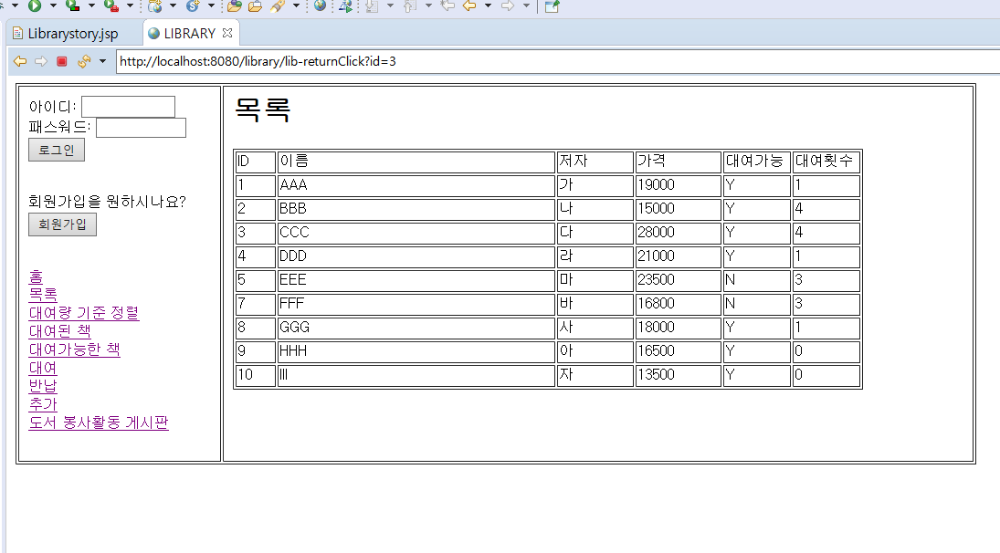 Librarystory.jsp
LIBRARY
http://localhost:8080/library/lib-returnClick?id=3
아이디:
패스워드:
로그인
회원가입을 원하시나요?
회원가입
홈
목록
대여량 기준 정렬
대여된 책
대여가능한 책
대여
반납
추가
도서 봉사활동 게시판
목록
ID 이름 저자 가격 대여가능 대여횟수
1 AAA 가 19000 Y 1
2 BBB 나 15000 Y 4
3 CCC 다 28000 Y 4
4 DDD 라 21000 Y 1
5 EEE 마 23500 N 3
7 FFF 바 16800 N 3
8 GGG 사 18000 Y 1
9 HHH 아 16500 Y 0
10 III 자 13500 Y 0